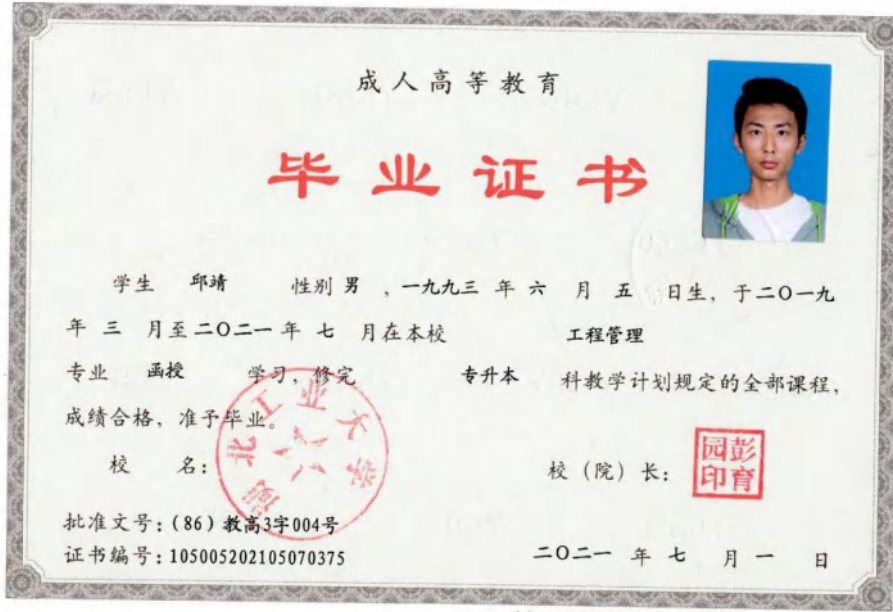 成人高等教育
毕业证书
学生 邱靖 性别 男 ，一九九三 年 六 月 五 日生，于二〇一九
年 三 月至二〇二一年 七 月在本校 工程管理
专业 函授 学习，修完 专升本 科教学计划规定的全部课程，
成绩合格，准予毕业。
湖北工业大学
校 名： 校（院）长：
彭育园印
批准文号：(86) 教高3字004号
证书编号：105005202105070375 二〇二一 年 七 月 一 日